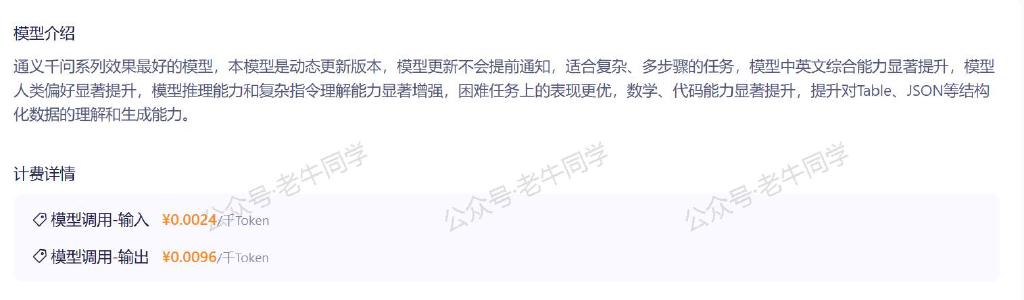 模型介绍
通义千问系列效果最好的模型，本模型是动态更新版本，模型更新不会提前通知，适合复杂、多步骤的任务，模型中英文综合能力显著提升，模型
人类偏好显著提升，模型推理能力和复杂指令理解能力显著增强，困难任务上的表现更优，数学、代码能力显著提升，提升对Table、JSON等结构
化数据的理解和生成能力。
计费详情
模型调用-输入 ¥0.0024/千Token
模型调用-输出 ¥0.0096/千Token
公众号·老牛同学
公众号·老牛同学
公众号·老牛同学